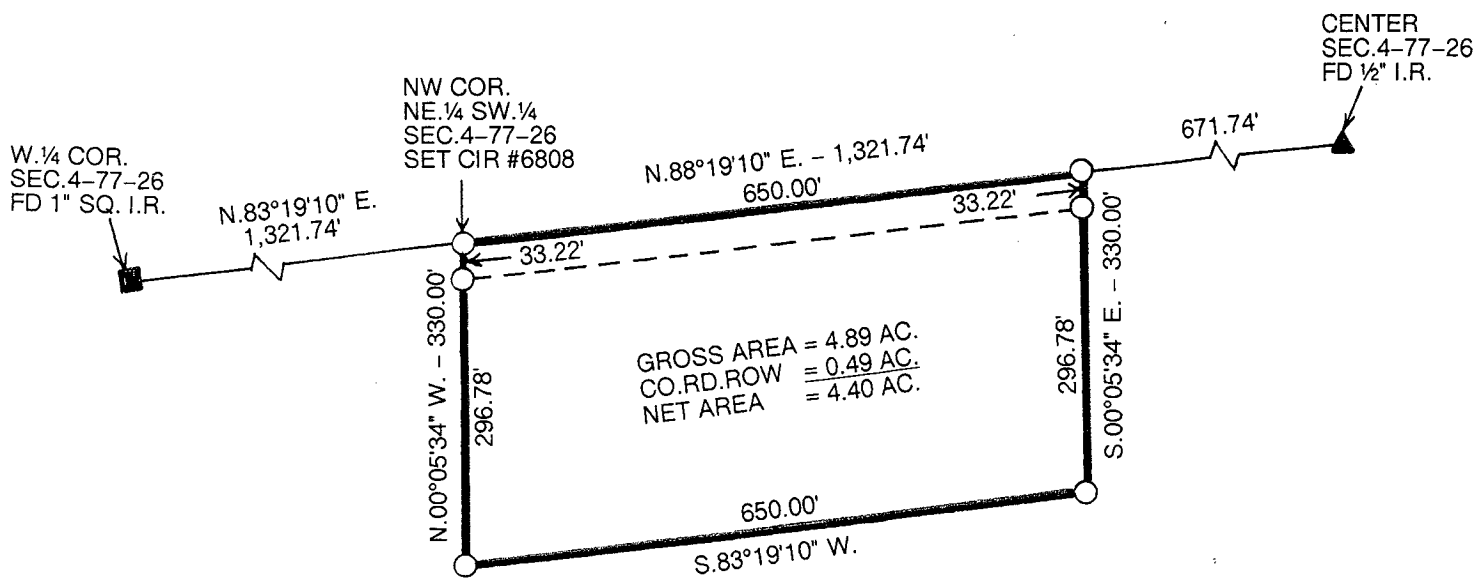 CENTER
SEC.4–77–26
FD ½" I.R.
NW COR.
NE.¼ SW.¼
SEC.4–77–26
SET CIR #6808
W.¼ COR.
SEC.4–77–26
FD 1" SQ. I.R.
N.83°19'10" E.
1,321.74'
N.88°19'10" E. – 1,321.74'
650.00'
671.74'
33.22'
33.22'
N.00°05'34" W. – 330.00'
296.78'
GROSS AREA = 4.89 AC.
CO.RD.ROW = 0.49 AC.
NET AREA = 4.40 AC.
296.78'
S.00°05'34" E. – 330.00'
650.00'
S.83°19'10" W.